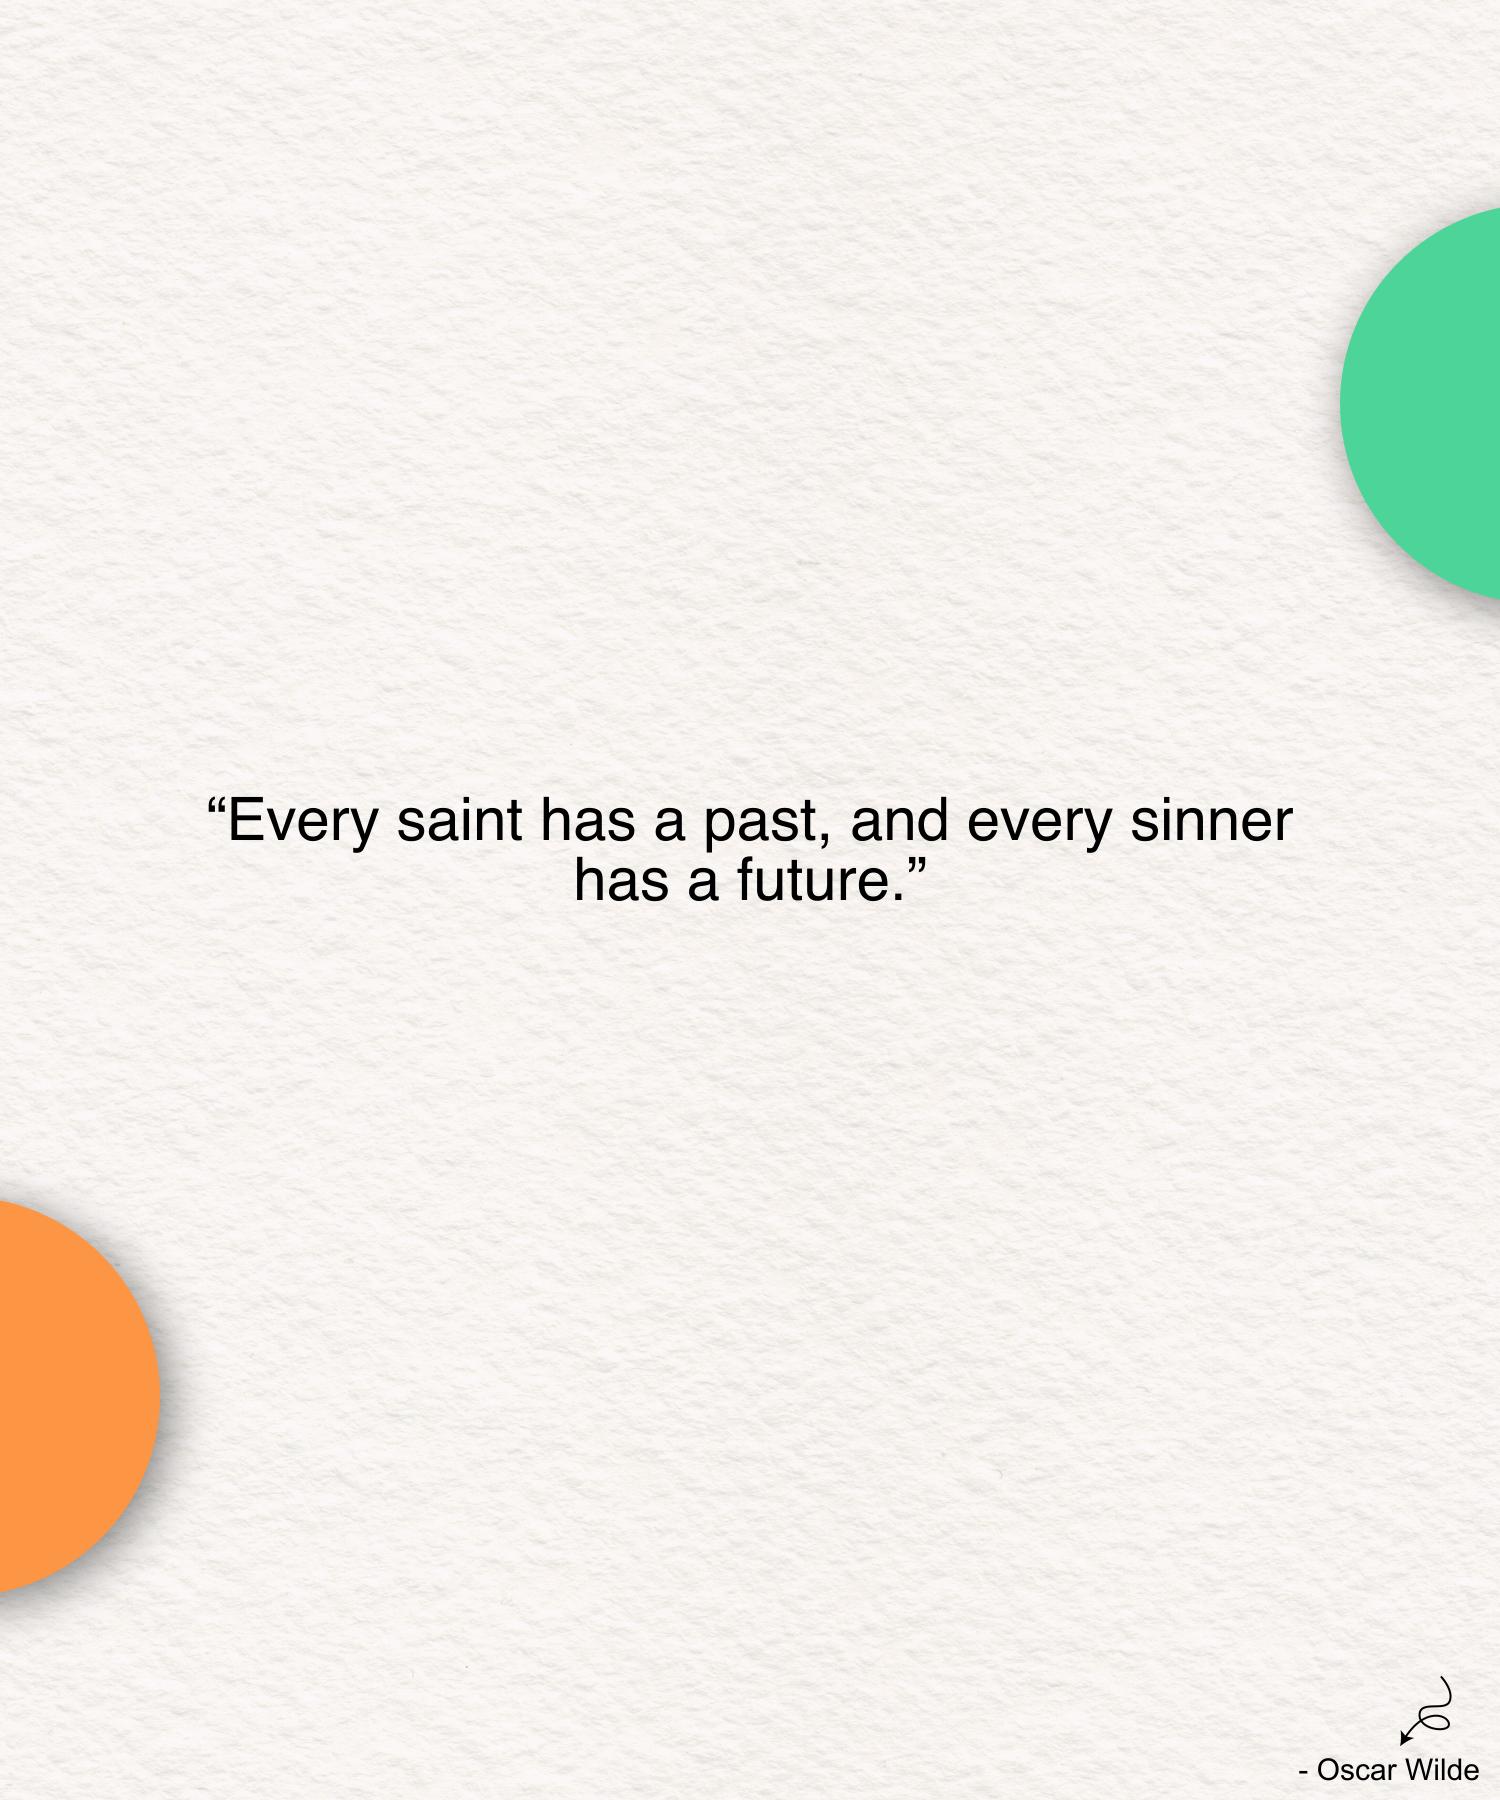 “Every saint has a past, and every sinner
has a future.”
- Oscar Wilde